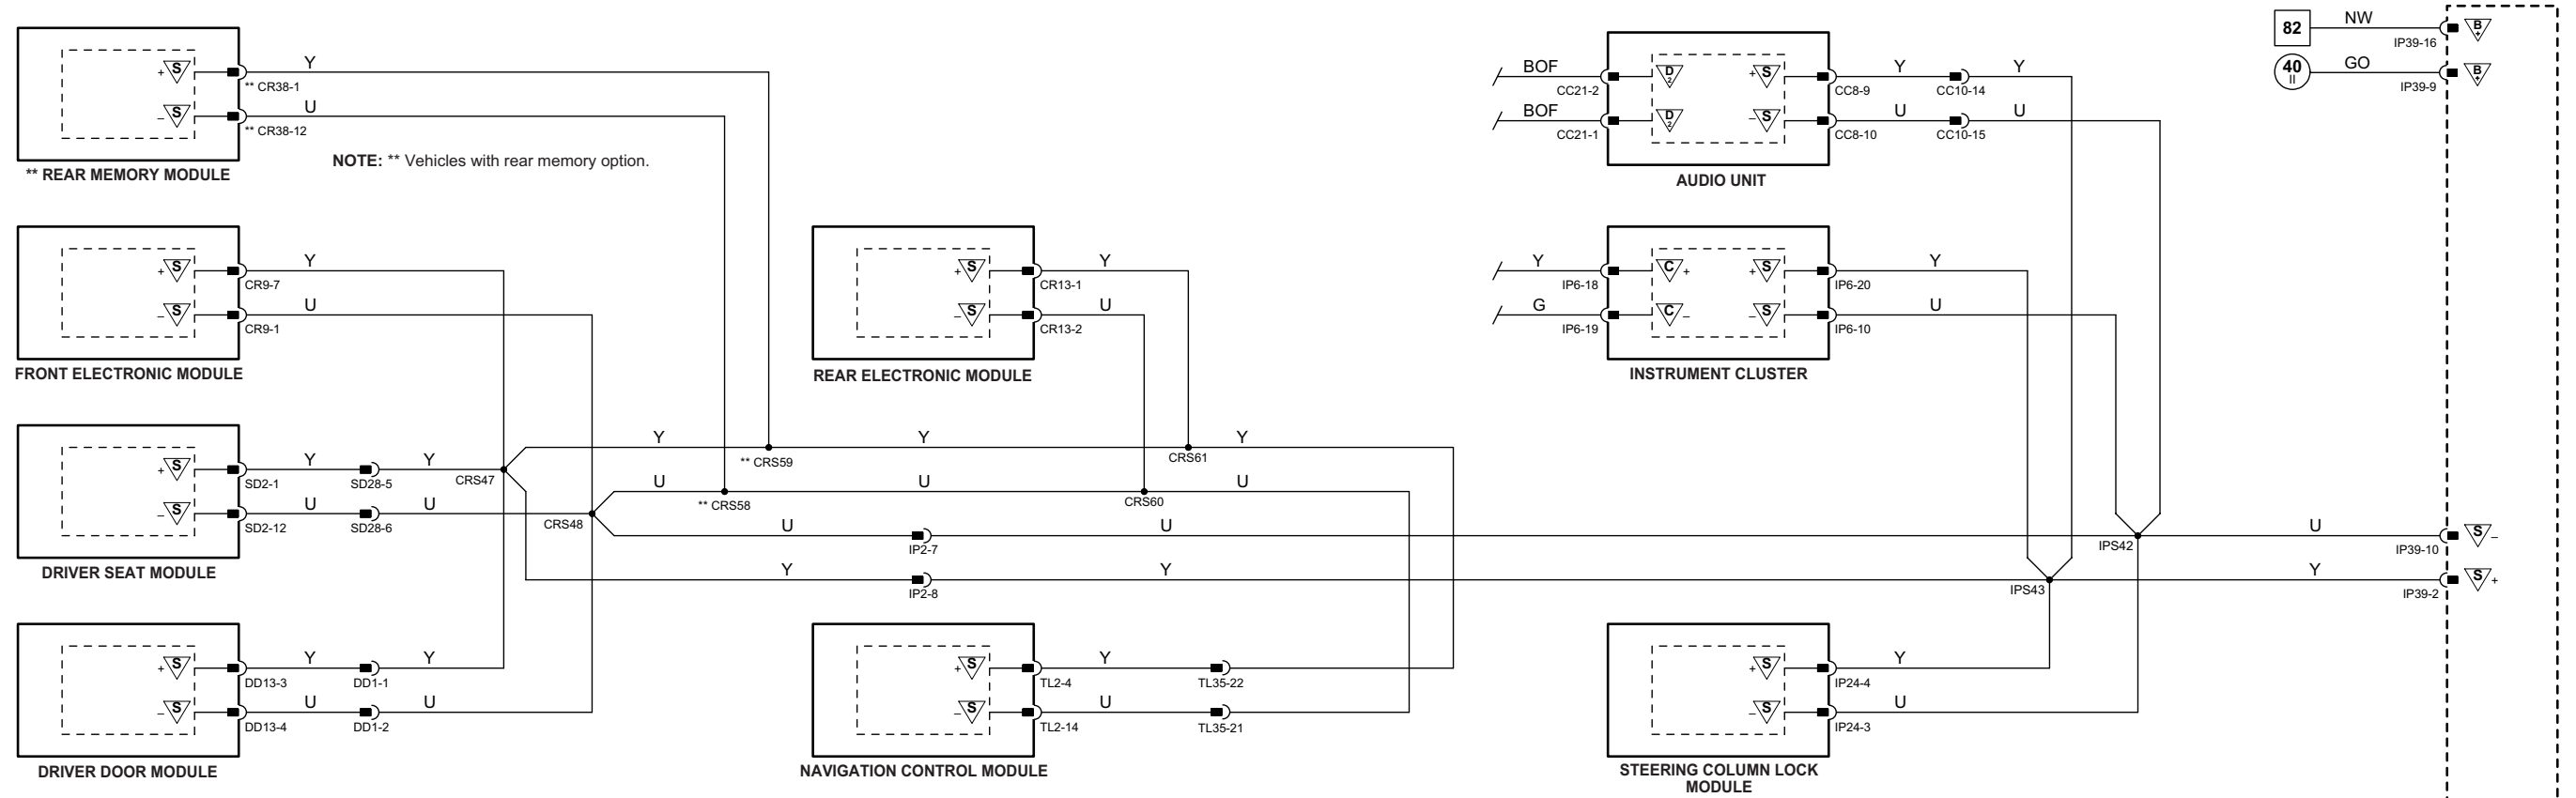 + S Y
** CR38-1
− S U
** CR38-12
NOTE: ** Vehicles with rear memory option.
** REAR MEMORY MODULE
+ S Y
CR9-7
− S U
CR9-1
FRONT ELECTRONIC MODULE
+ S Y Y
SD2-1 SD28-5 CRS47
− S U U
SD2-12 SD28-6 CRS48
DRIVER SEAT MODULE
+ S Y Y
DD13-3 DD1-1
− S U U
DD13-4 DD1-2
DRIVER DOOR MODULE
+ S Y
CR13-1
− S U
CR13-2
REAR ELECTRONIC MODULE
Y Y Y
** CRS59 CRS61
U U U
** CRS58 CRS60
U U U
IP2-7 IPS42 IP39-10
S −
Y Y Y
IP2-8 IPS43 IP39-2
S +
+ S Y
TL2-4 TL35-22
− S U
TL2-14 TL35-21
NAVIGATION CONTROL MODULE
BOF D 2 + S Y Y
CC21-2 CC8-9 CC10-14
BOF D 2 − S U U
CC21-1 CC8-10 CC10-15
AUDIO UNIT
Y C + + S Y
IP6-18 IP6-20
G C − − S U
IP6-19 IP6-10
INSTRUMENT CLUSTER
+ S Y
IP24-4
− S U
IP24-3
STEERING COLUMN LOCK
MODULE
82 NW B +
IP39-16
40 II GO B +
IP39-9